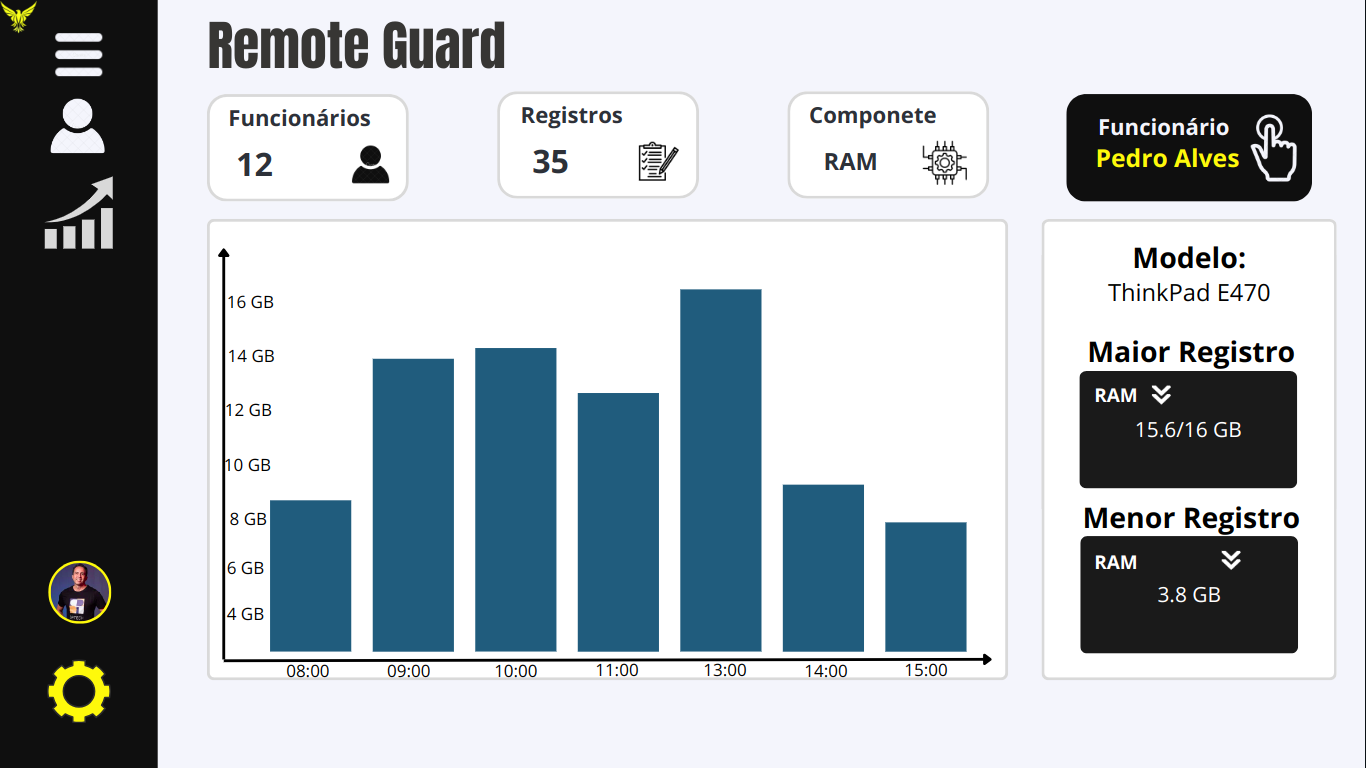 Remote Guard
Funcionários
12
Registros
35
Componete
RAM
Funcionário
Pedro Alves
16 GB
14 GB
12 GB
10 GB
8 GB
6 GB
4 GB
08:00
09:00
10:00
11:00
13:00
14:00
15:00
Modelo:
ThinkPad E470
Maior Registro
RAM
15.6/16 GB
Menor Registro
RAM
3.8 GB